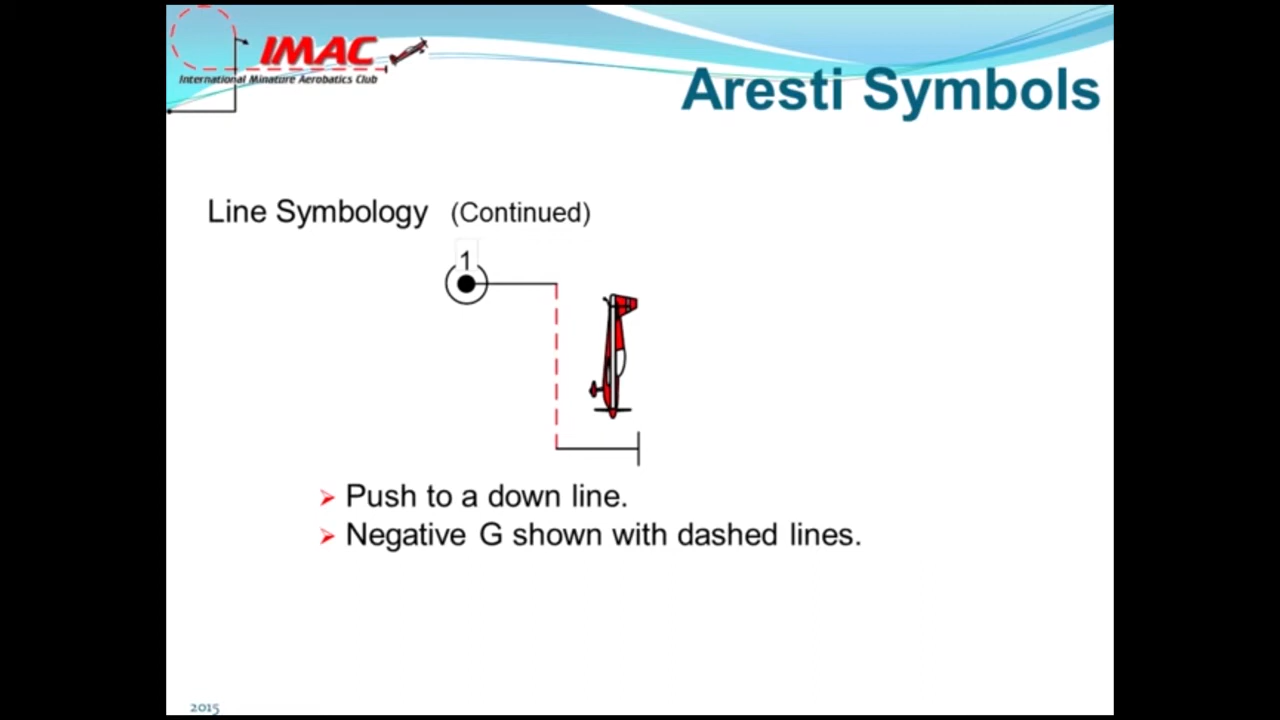 IMAC
International Minature Aerobatics Club
Aresti Symbols
Line Symbology (Continued)
1
Push to a down line.
Negative G shown with dashed lines.
2015